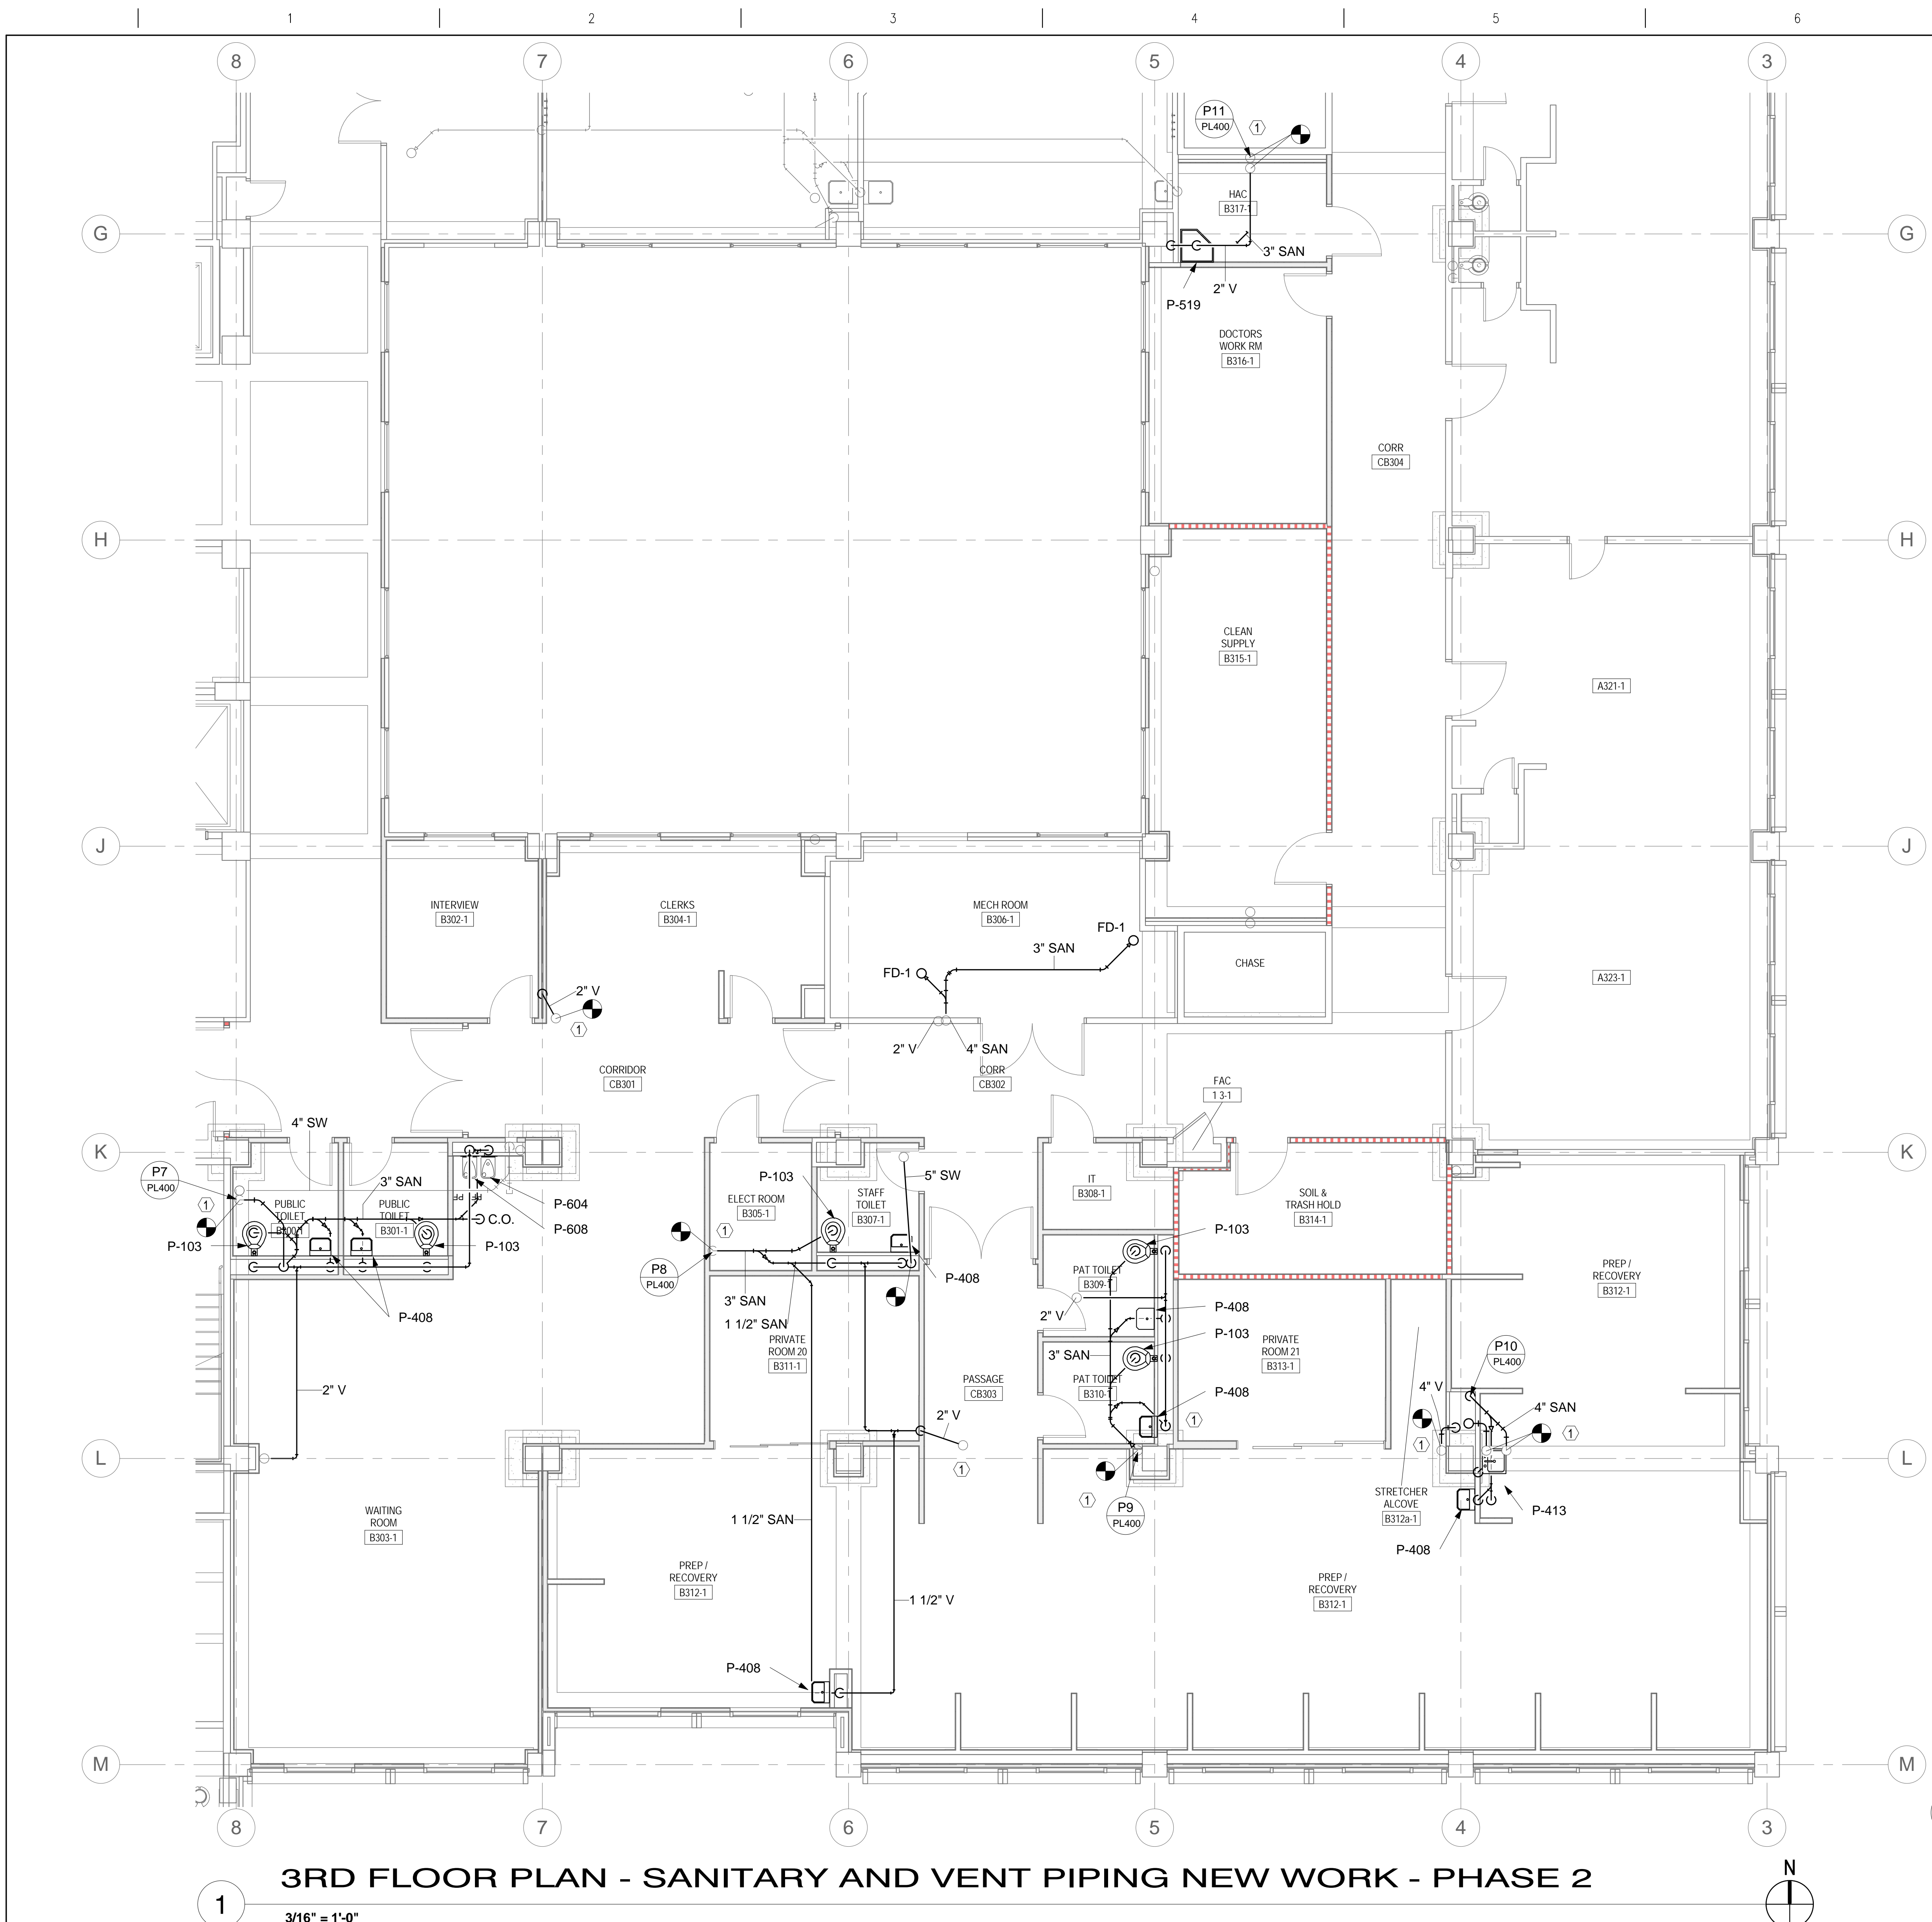 1 2 3 4 5 6
8 7 6 5 4 3
P11
PL400
1
HAC
B317-1
G G
3" SAN
2" V
P-519
DOCTORS
WORK RM
B316-1
CORR
CB304
H H
CLEAN
SUPPLY
B315-1
A321-1
J J
INTERVIEW
B302-1
CLERKS
B304-1
MECH ROOM
B306-1
FD-1
3" SAN
FD-1
CHASE
A323-1
2" V
1
2" V
4" SAN
CORRIDOR
CB301
CORR
CB302
FAC
1 3-1
4" SW
K K
P7
PL400
1
3" SAN
PUBLIC
TOILET
B300-1
PUBLIC
TOILET
B301-1
P-103
P-103
C.O.
P-604
P-608
P-408
P-103
ELECT ROOM
B305-1
STAFF
TOILET
B307-1
5" SW
1
P8
PL400
3" SAN
1 1/2" SAN
P-408
IT
B308-1
SOIL &
TRASH HOLD
B314-1
P-103
PAT TOILET
B309-1
2" V
P-408
P-103
3" SAN
PAT TOILET
B310-1
P-408
1
PREP /
RECOVERY
B312-1
PRIVATE
ROOM 20
B311-1
PASSAGE
CB303
PRIVATE
ROOM 21
B313-1
P10
PL400
2" V
2" V
1
4" V
4" SAN
1
1
L L
P9
PL400
1
STRETCHER
ALCOVE
B312a-1
P-413
P-408
WAITING
ROOM
B303-1
1 1/2" SAN
PREP /
RECOVERY
B312-1
1 1/2" V
PREP /
RECOVERY
B312-1
P-408
M M
8 7 6 5 4 3
3RD FLOOR PLAN - SANITARY AND VENT PIPING NEW WORK - PHASE 2
1
3/16" = 1'-0"
N